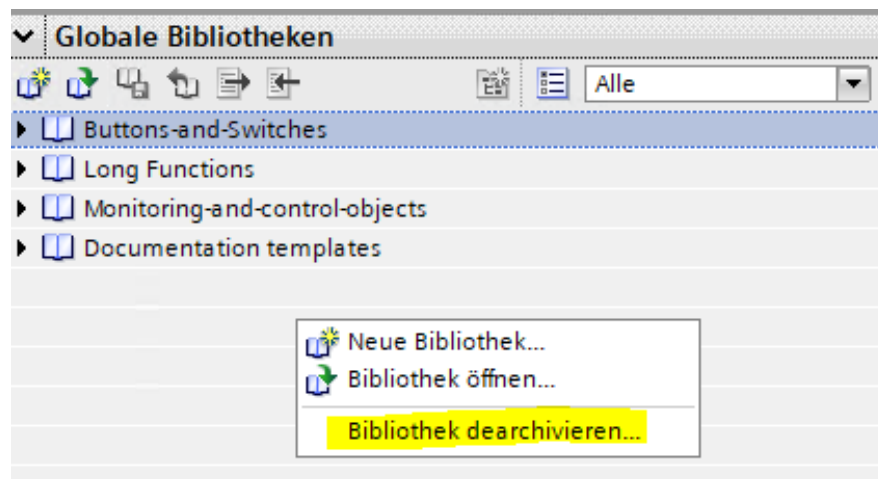 Globale Bibliotheken
Alle
Buttons-and-Switches
Long Functions
Monitoring-and-control-objects
Documentation templates
Neue Bibliothek...
Bibliothek öffnen...
Bibliothek dearchivieren...